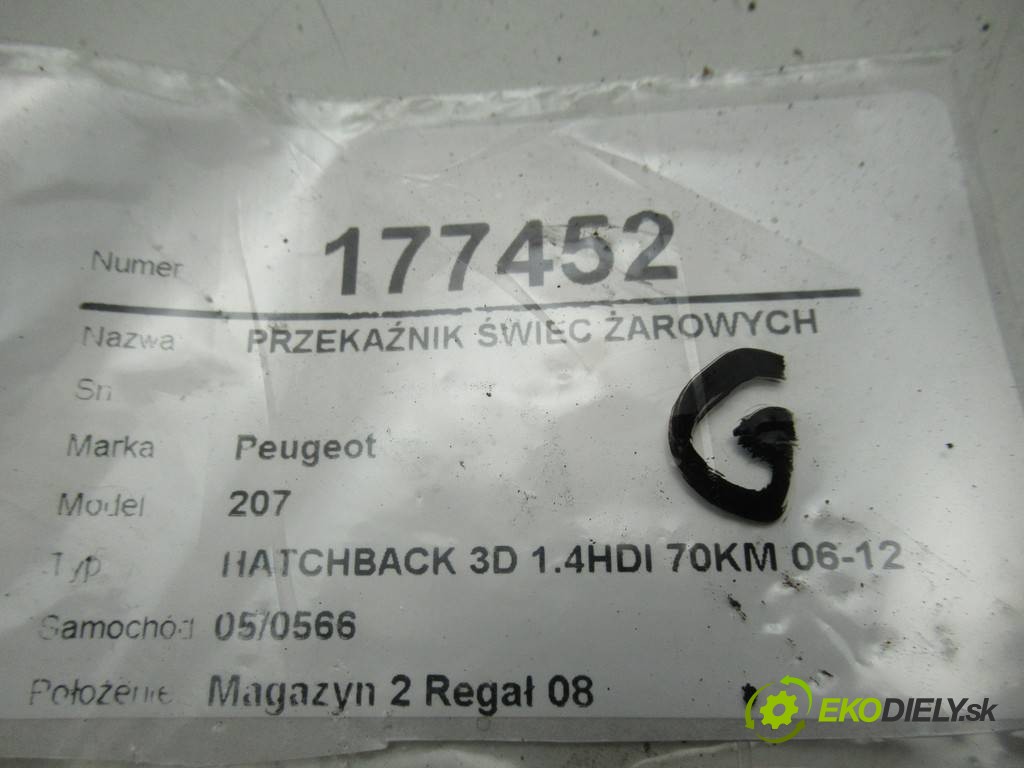 Numer 177452
Nazwa PRZEKAŹNIK ŚWIEC ŻAROWYCH
Sn
G
Marka Peugeot
Model 207
Typ HATCHBACK 3D 1.4HDI 70KM 06-12
Samochód 05/0566
Położenie Magazyn 2 Regał 08
EKODIELY.sk